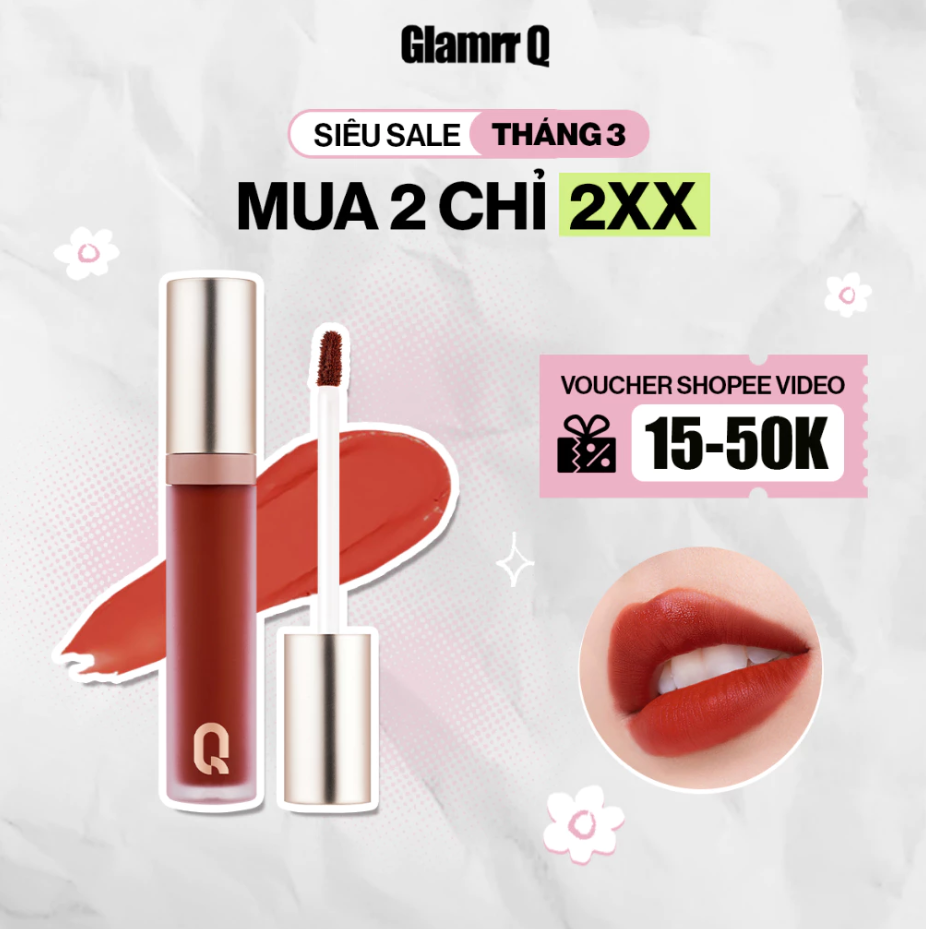 Glamrr Q
SIÊU SALE THÁNG 3
MUA 2 CHỈ 2XX
VOUCHER SHOPEE VIDEO
15-50K
Q